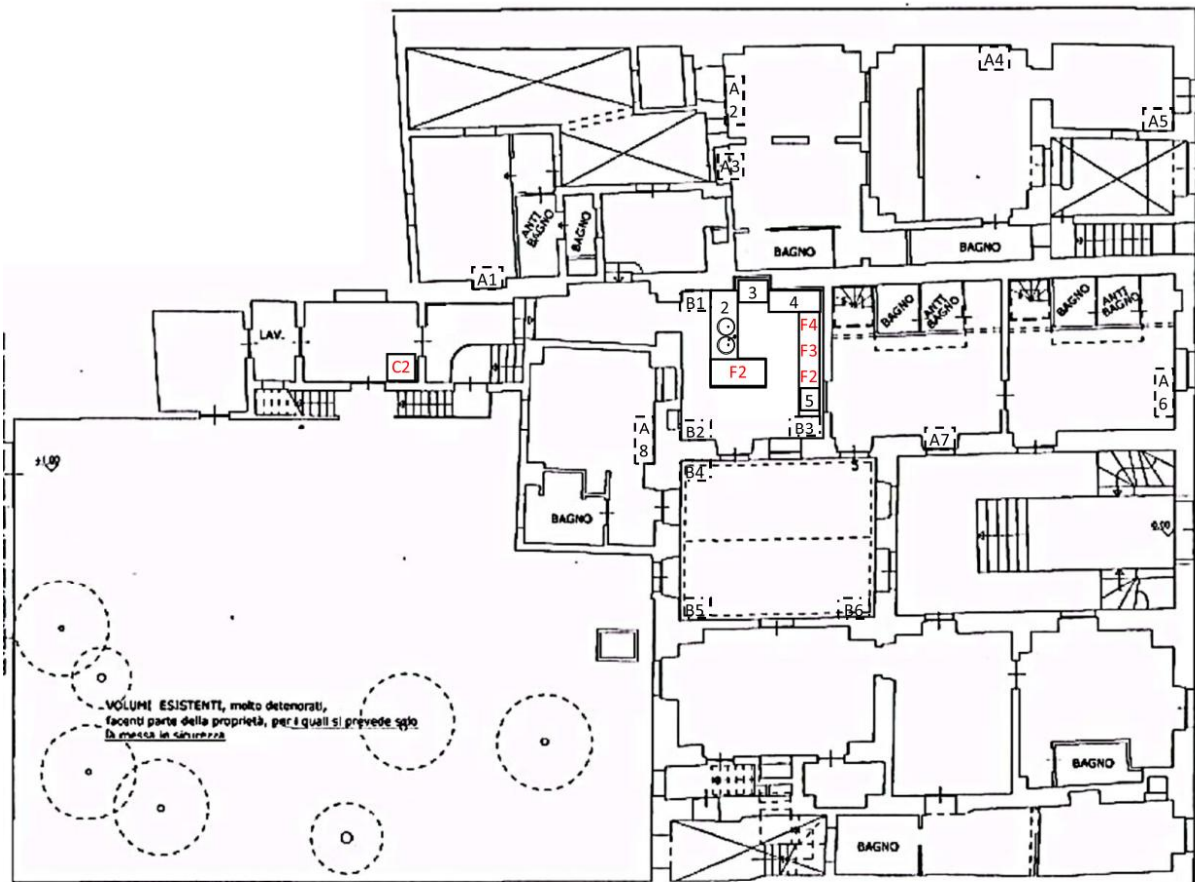 A4
A
2
A5
A3
ANTI
BAGNO
BAGNO
BAGNO
BAGNO
A1
B1
2
3
4
F4
F3
F2
F2
5
B2
B3
BAGNO
ANTI
BAGNO
BAGNO
ANTI
BAGNO
A
6
A7
LAV.
C2
A
8
B4
S
±1.00
BAGNO
0.00
B5
B6
VOLUMI ESISTENTI, molto deteriorati,
facenti parte della proprietà, per i quali si prevede solo
la messa in sicurezza
BAGNO
BAGNO